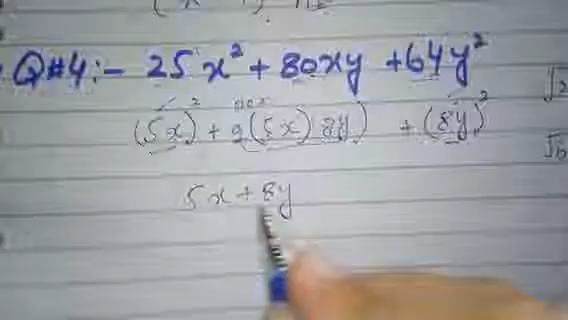 Q#4:- 25x² + 80xy + 64y²
(5x)² + 2(5x)(8y) + (8y)²
5x + 8y